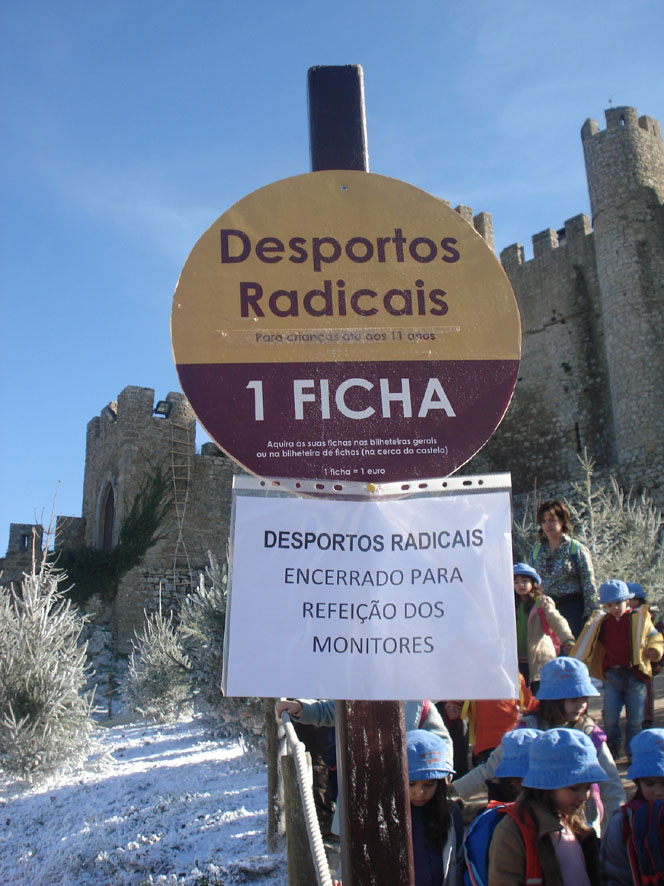 Desportos
Radicais
Para crianças até aos 11 anos
1 FICHA
Aquira as suas fichas nas bilheteiras gerais
ou na bilheteira de fichas (na cerca do castelo)
1 ficha = 1 euro
DESPORTOS RADICAIS
ENCERRADO PARA
REFEIÇÃO DOS
MONITORES